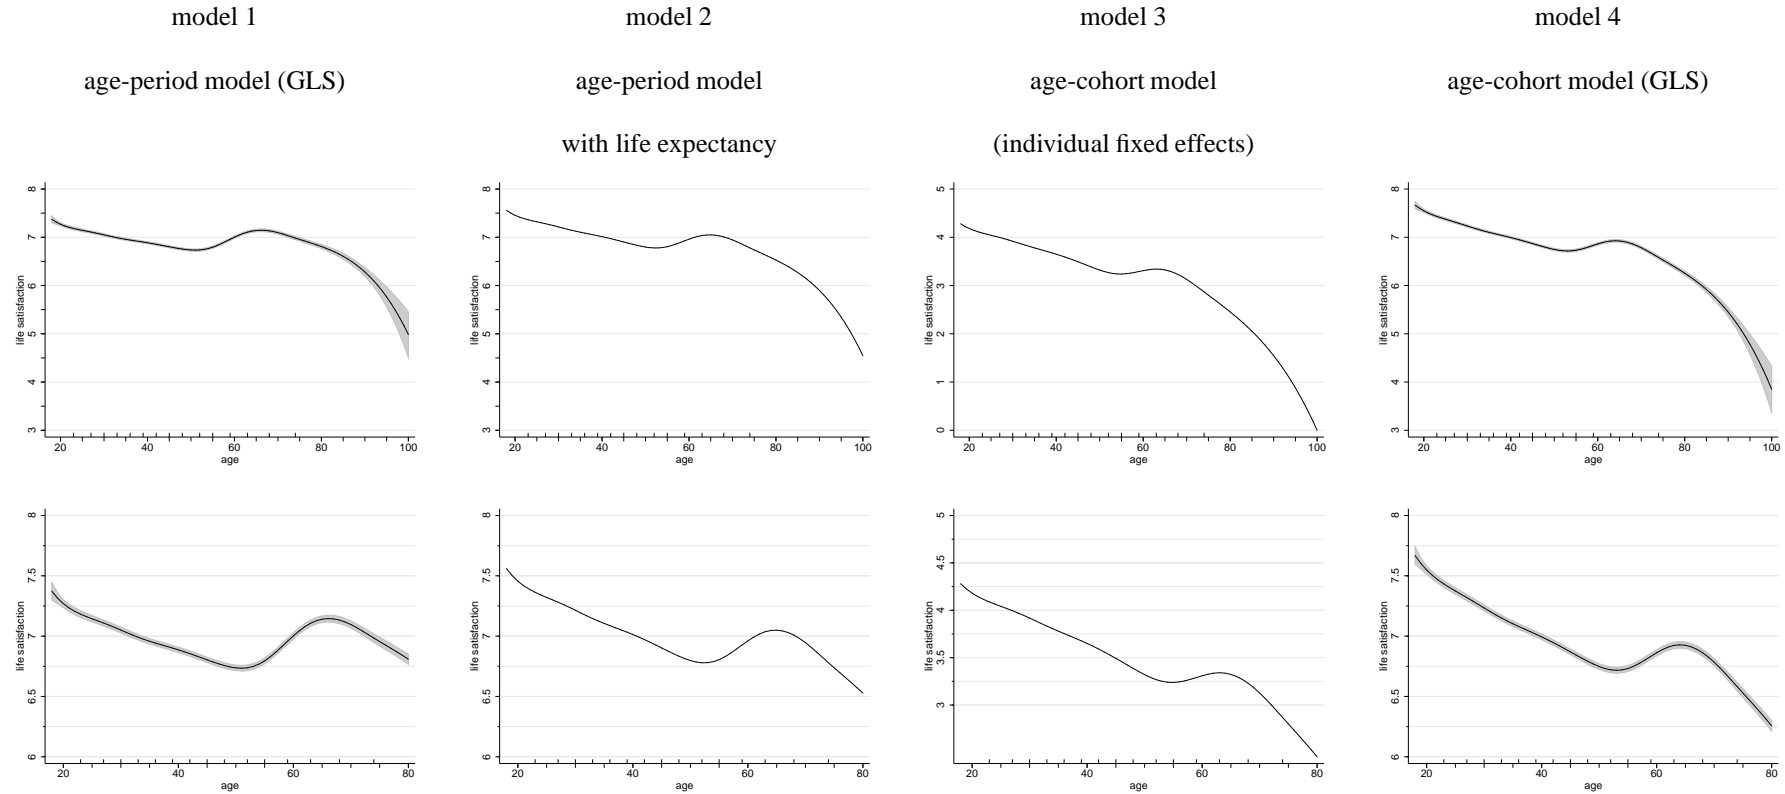 model 1
model 2
model 3
model 4
age-period model (GLS)
age-period model
age-cohort model
age-cohort model (GLS)
with life expectancy
(individual fixed effects)
8
7
6
5
4
3
life satisfaction
20 40 60 80 100
age
8
7
6
5
4
3
life satisfaction
20 40 60 80 100
age
5
4
3
2
1
0
life satisfaction
20 40 60 80 100
age
8
7
6
5
4
3
life satisfaction
20 40 60 80 100
age
8
7.5
7
6.5
6
life satisfaction
20 40 60 80
age
8
7.5
7
6.5
6
life satisfaction
20 40 60 80
age
5
4.5
4
3.5
3
life satisfaction
20 40 60 80
age
8
7.5
7
6.5
6
life satisfaction
20 40 60 80
age